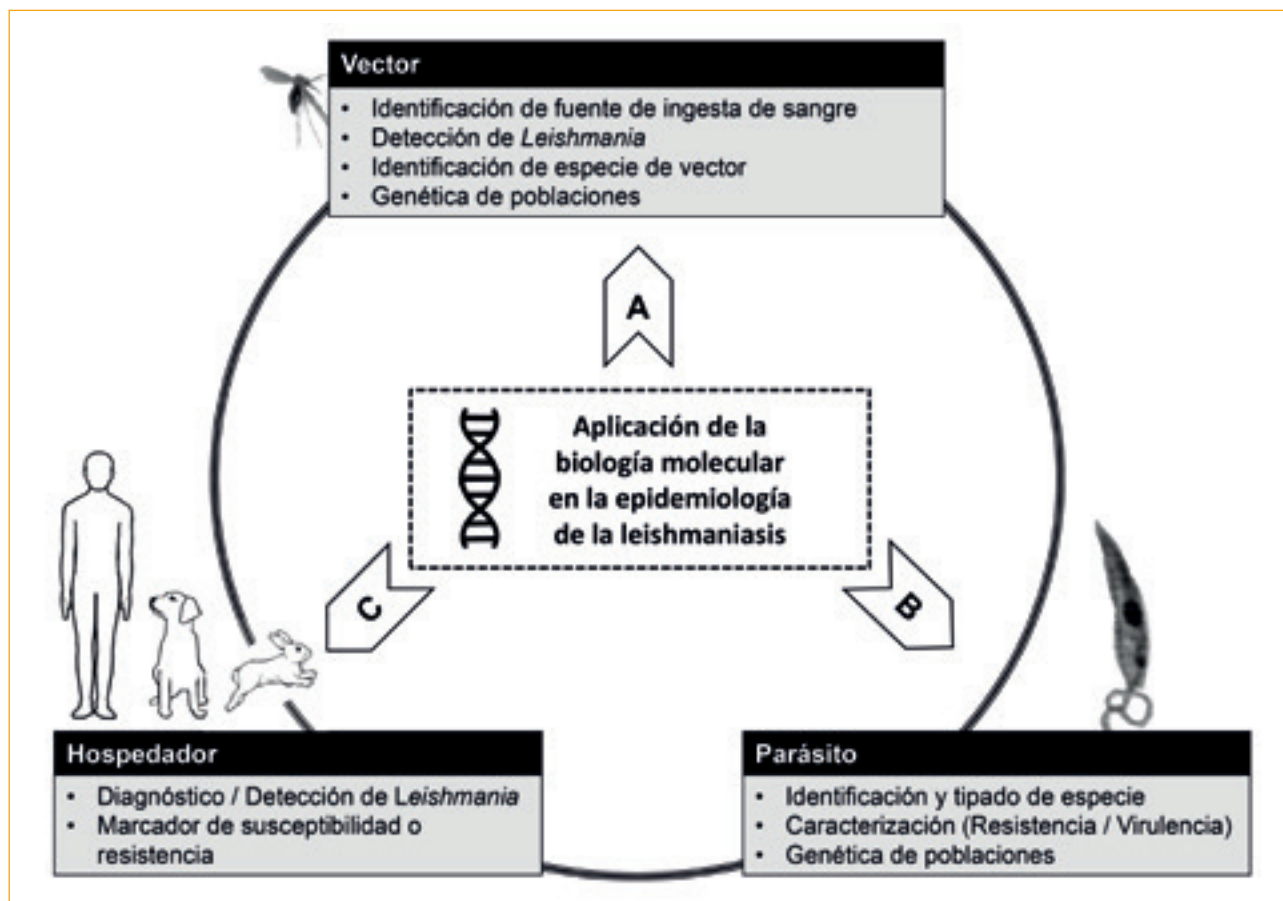 Vector
• Identificación de fuente de ingesta de sangre
• Detección de Leishmania
• Identificación de especie de vector
• Genética de poblaciones
A
Aplicación de la
biología molecular
en la epidemiología
de la leishmaniasis
C
B
Hospedador
• Diagnóstico / Detección de Leishmania
• Marcador de susceptibilidad o
resistencia
Parásito
• Identificación y tipado de especie
• Caracterización (Resistencia / Virulencia)
• Genética de poblaciones